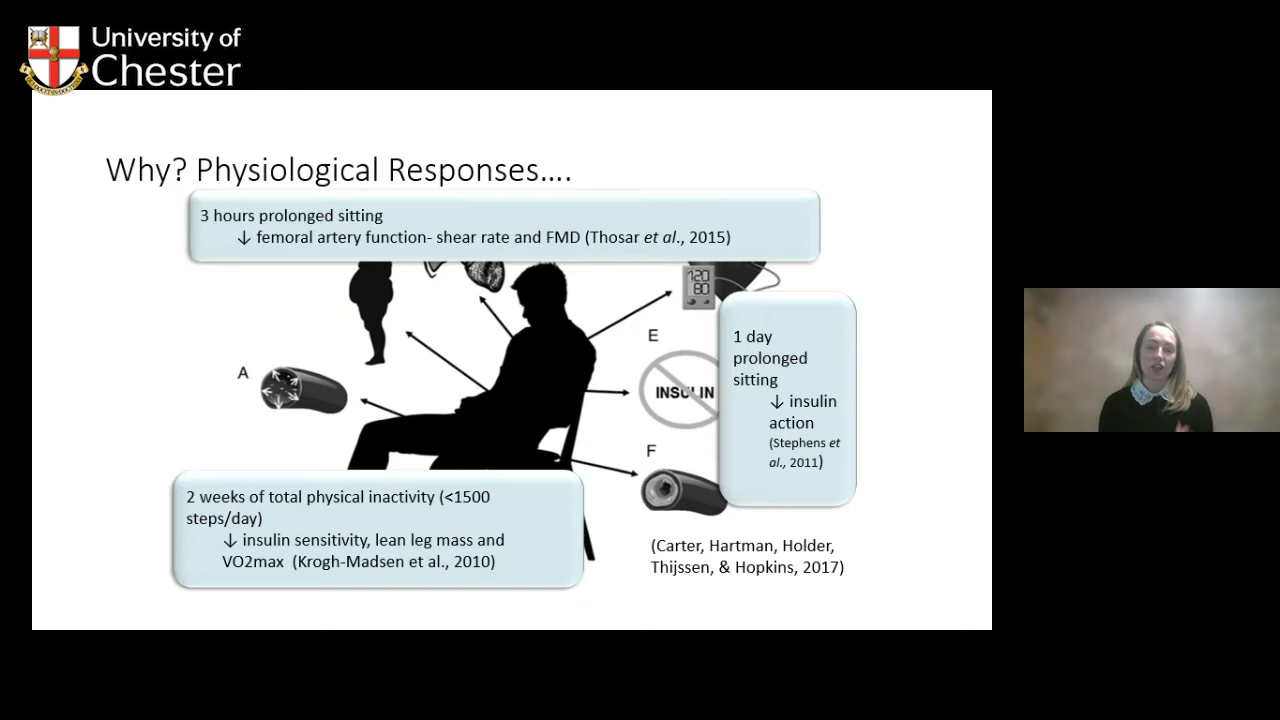 University of
Chester
Why? Physiological Responses....
3 hours prolonged sitting
↓ femoral artery function- shear rate and FMD (Thosar et al., 2015)
120
80
A
E
INSULIN
1 day
prolonged
sitting
↓ insulin
action
(Stephens et
al., 2011)
F
2 weeks of total physical inactivity (<1500
steps/day)
↓ insulin sensitivity, lean leg mass and
VO2max (Krogh-Madsen et al., 2010)
(Carter, Hartman, Holder,
Thijssen, & Hopkins, 2017)